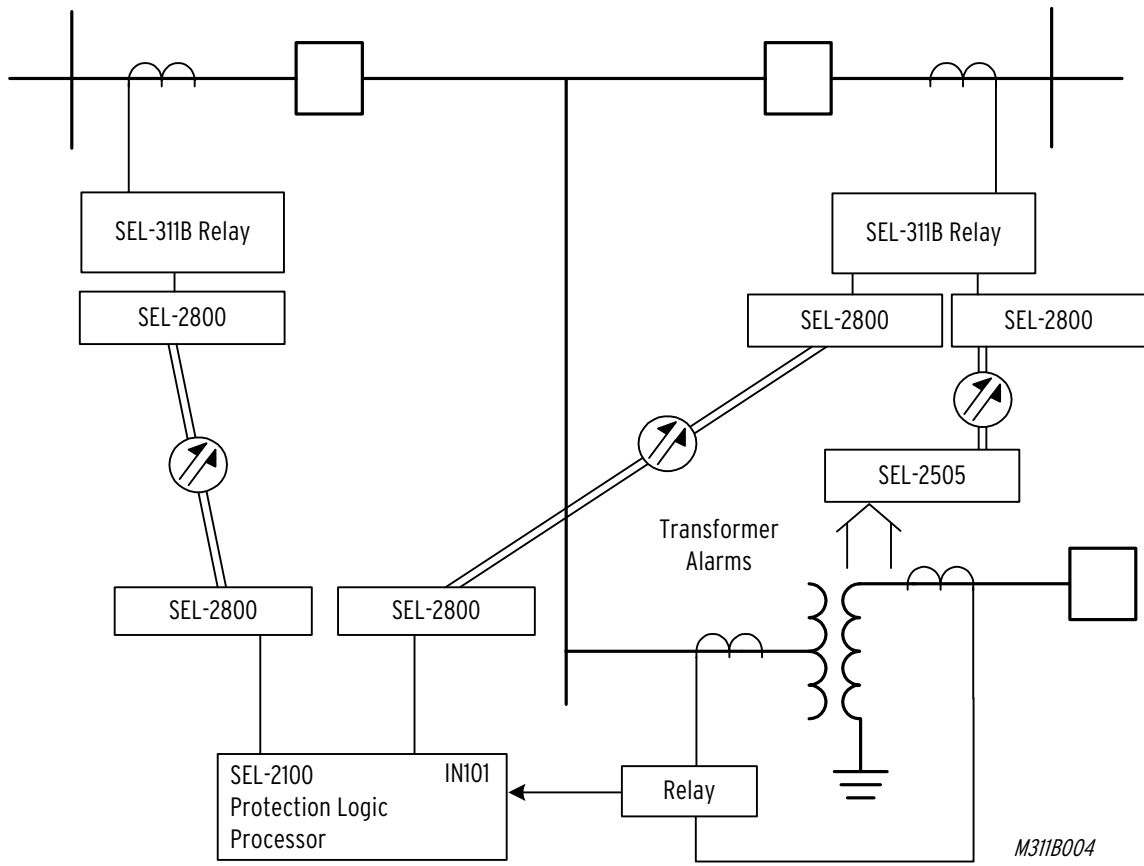 SEL-311B Relay
SEL-311B Relay
SEL-2800
SEL-2800
SEL-2800
SEL-2505
Transformer
Alarms
SEL-2800
SEL-2800
SEL-2100
Protection Logic
Processor
IN101
Relay
M311B004